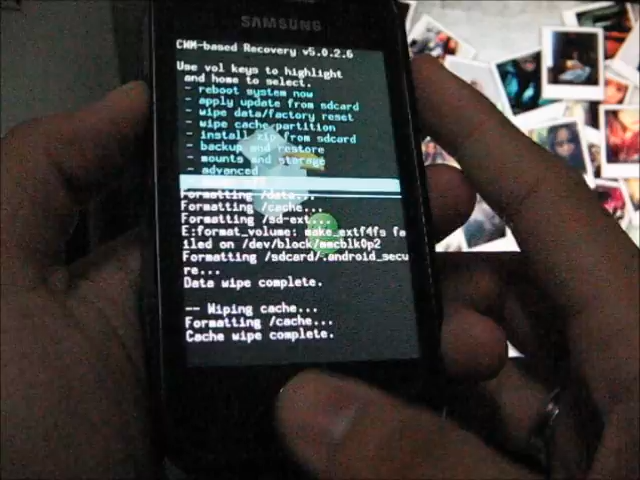 SAMSUNG
CWM-based Recovery v5.0.2.6
Use vol keys to highlight
and home to select.
- reboot system now
- apply update from sdcard
- wipe data/factory reset
- wipe cache partition
- install zip from sdcard
- backup and restore
- mounts and storage
- advanced
Formatting /data...
Formatting /cache...
Formatting /sd-ext...
E:format_volume: make_extf4fs fa
iled on /dev/block/mmcblk0p2
Formatting /sdcard/.android_secu
re...
Data wipe complete.
-- Wiping cache...
Formatting /cache...
Cache wipe complete.